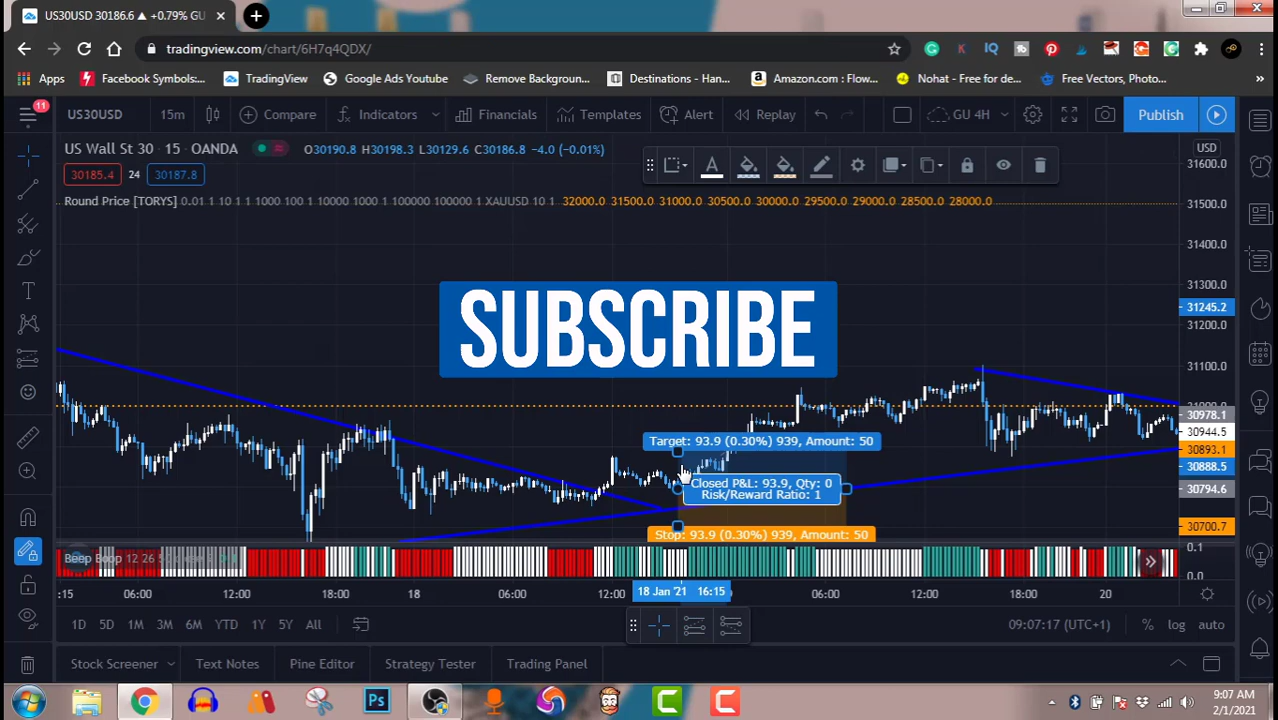 US30USD 30186.6 ▲ +0.79% GU
tradingview.com/chart/6H7q4QDX/
Apps
Facebook Symbols:...
TradingView
Google Ads Youtube
Remove Backgroun...
Destinations - Han...
Amazon.com : Flow...
Nohat - Free for de...
Free Vectors, Photo...
»
11
US30USD
15m
Compare
Indicators
Financials
Templates
Alert
Replay
GU 4H
Publish
US Wall St 30 · 15 · OANDA
O30190.8 H30198.3 L30129.6 C30186.8 -4.0 (-0.01%)
USD
30185.4
24
30187.8
Round Price [TORYS] 0.01 1 10 1 1 1000 100 1 10000 1000 1 100000 100000 1 XAUUSD 10 1 32000.0 31500.0 31000.0 30500.0 30000.0 29500.0 29000.0 28500.0 28000.0
SUBSCRIBE
31600.0
31500.0
31400.0
31300.0
31245.2
31200.0
31100.0
30978.1
30944.5
30893.1
30888.5
30794.6
30700.7
Target: 93.9 (0.30%) 939, Amount: 50
Closed P&L: 93.9, Qty: 0
Risk/Reward Ratio: 1
Stop: 93.9 (0.30%) 939, Amount: 50
Beep Boop 12 26
0.1
0.0
:15
06:00
12:00
18:00
18
06:00
12:00
18 Jan '21 16:15
06:00
12:00
18:00
20
1D
5D
1M
3M
6M
YTD
1Y
5Y
All
09:07:17 (UTC+1)
%
log
auto
Stock Screener
Text Notes
Pine Editor
Strategy Tester
Trading Panel
9:07 AM
2/1/2021